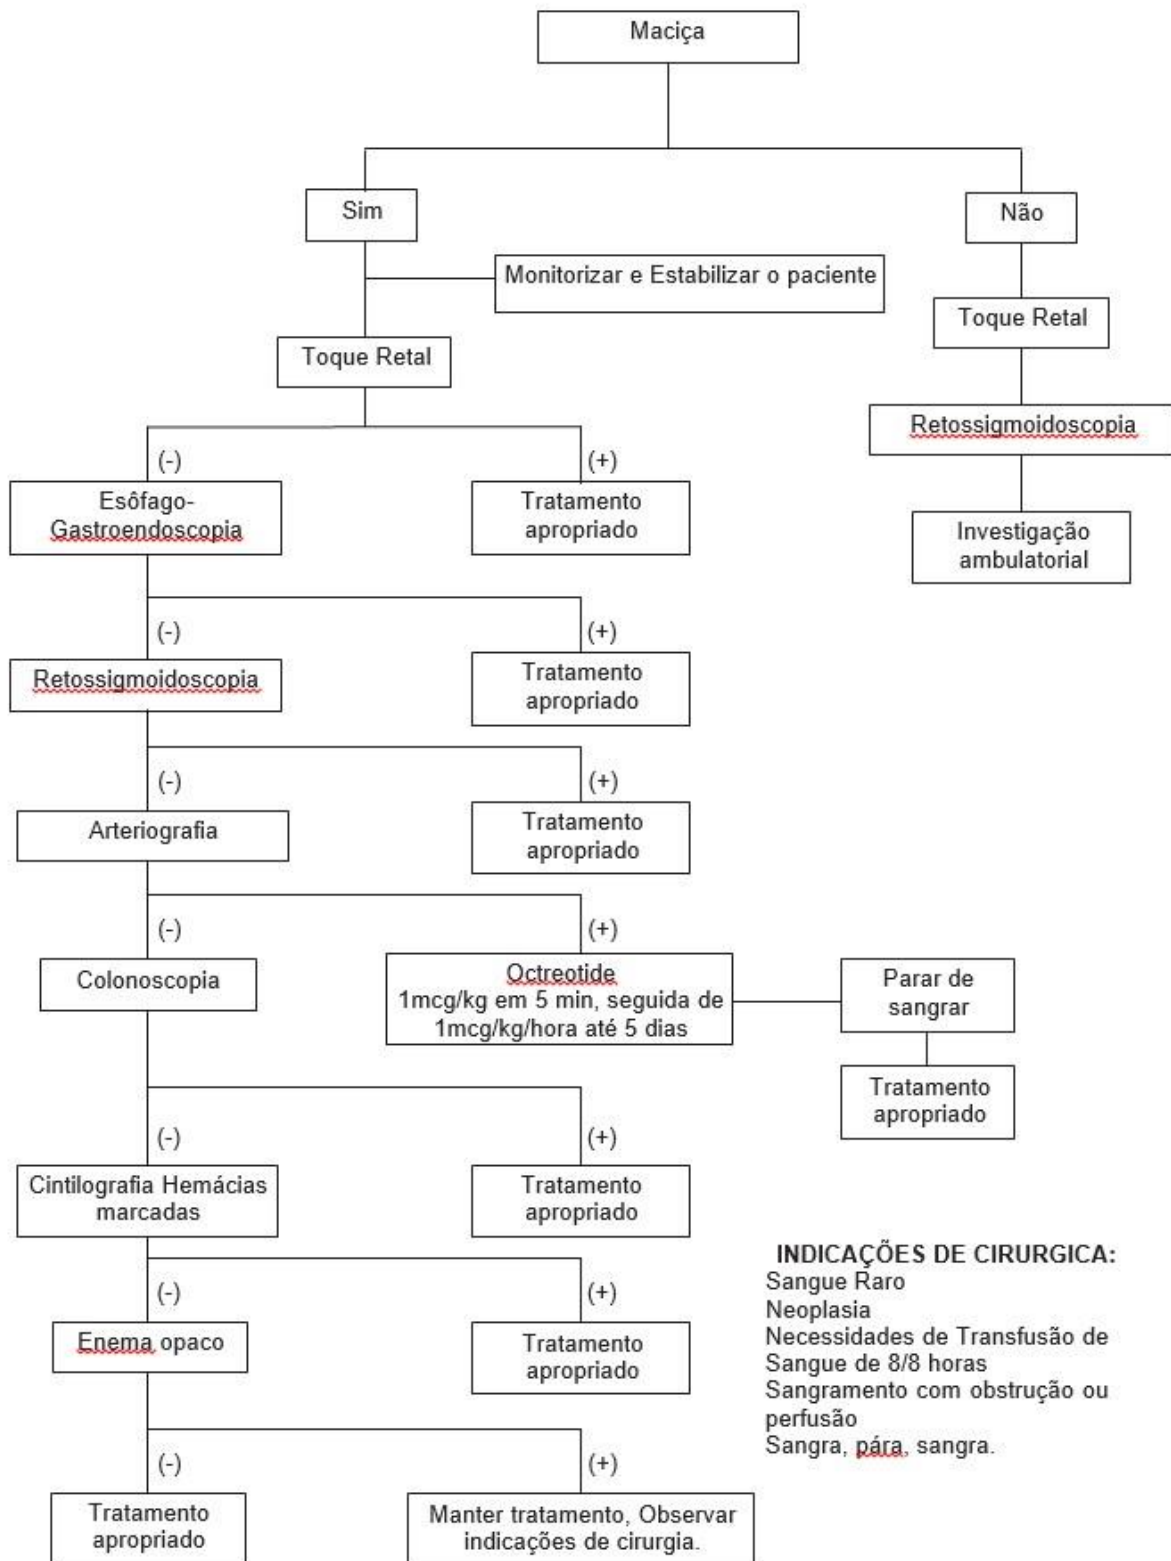 Maciça
Sim
Não
Monitorizar e Estabilizar o paciente
Toque Retal
Toque Retal
Retossigmoidoscopia
(-)
(+)
Esôfago-
Gastroendoscopia
Tratamento
apropriado
Investigação
ambulatorial
(-)
(+)
Retossigmoidoscopia
Tratamento
apropriado
(-)
(+)
Arteriografia
Tratamento
apropriado
(-)
(+)
Colonoscopia
Octreotide
1mcg/kg em 5 min, seguida de
1mcg/kg/hora até 5 dias
Parar de
sangrar
Tratamento
apropriado
(-)
(+)
Cintilografia Hemácias
marcadas
Tratamento
apropriado
(-)
(+)
Enema opaco
Tratamento
apropriado
INDICAÇÕES DE CIRURGICA:
Sangue Raro
Neoplasia
Necessidades de Transfusão de
Sangue de 8/8 horas
Sangramento com obstrução ou
perfusão
Sangra, pára, sangra.
(-)
(+)
Tratamento
apropriado
Manter tratamento, Observar
indicações de cirurgia.